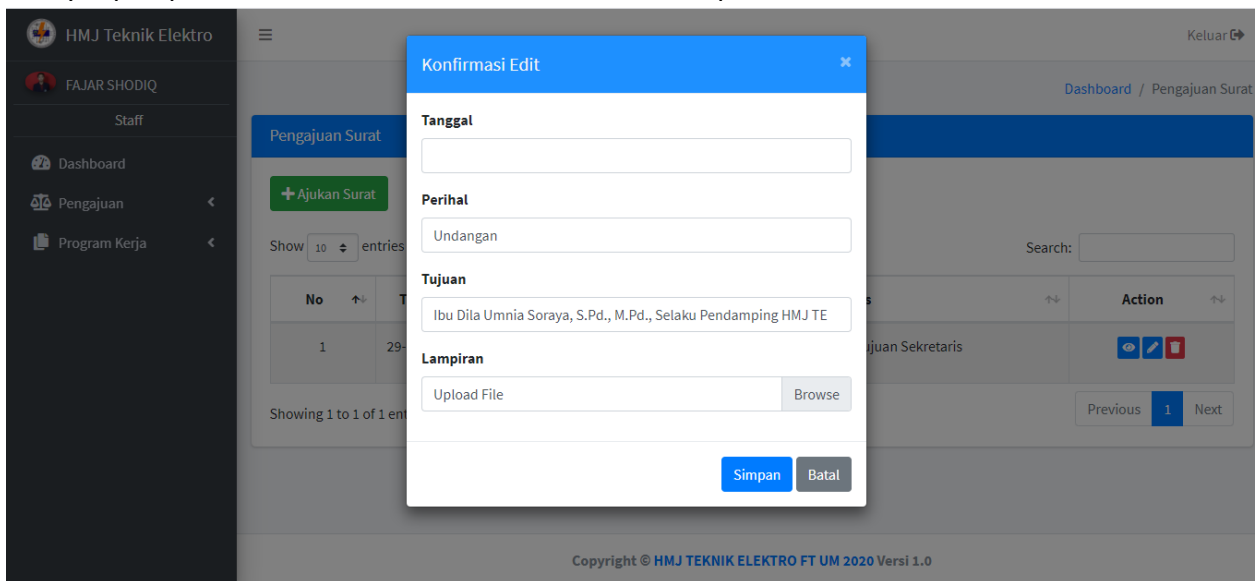 HMJ Teknik Elektro
Keluar
FAJAR SHODIQ
Staff
Dashboard
Pengajuan
Program Kerja
Dashboard / Pengajuan Surat
Pengajuan Surat
Ajukan Surat
Show 10 entries
Search:
No
Action
1
29-
Sekretaris
Showing 1 to 1 of 1
Previous 1 Next
Konfirmasi Edit
×
Tanggal
Perihal
Undangan
Tujuan
Ibu Dila Umnia Soraya, S.Pd., M.Pd., Selaku Pendamping HMJ TE
Lampiran
Upload File Browse
Simpan Batal
Copyright © HMJ TEKNIK ELEKTRO FT UM 2020 Versi 1.0